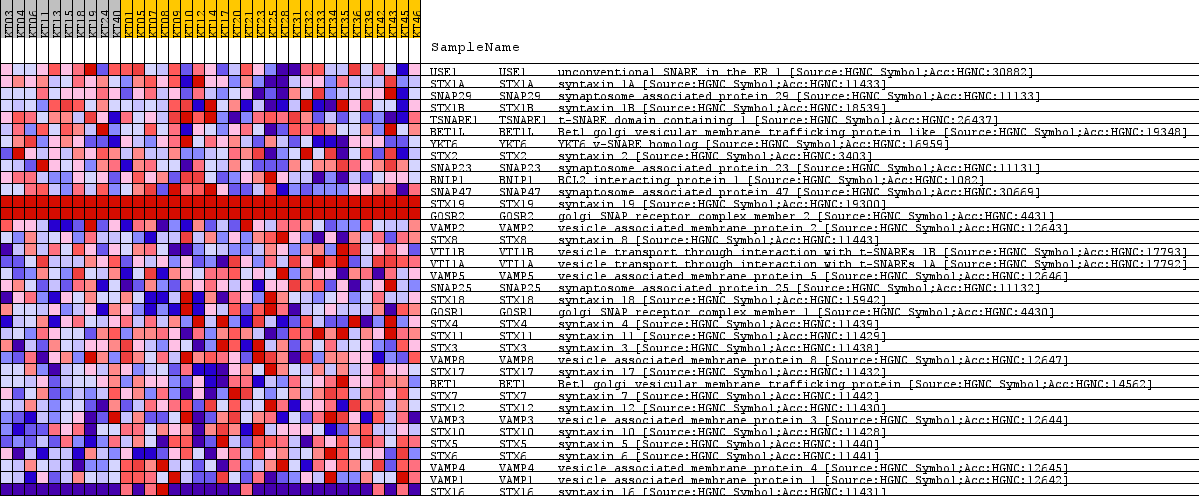 KT03 KT04 KT06 KT11 KT13 KT15 KT18 KT19 KT24 KT40 KT01 KT05 KT07 KT08 KT09 KT10 KT12 KT14 KT17 KT20 KT21 KT23 KT25 KT28 KT31 KT32 KT33 KT34 KT35 KT36 KT39 KT42 KT43 KT45 KT46
SampleName
USE1 USE1 unconventional SNARE in the ER 1 [Source:HGNC Symbol;Acc:HGNC:30882]
STX1A STX1A syntaxin 1A [Source:HGNC Symbol;Acc:HGNC:11433]
SNAP29 SNAP29 synaptosome associated protein 29 [Source:HGNC Symbol;Acc:HGNC:11133]
STX1B STX1B syntaxin 1B [Source:HGNC Symbol;Acc:HGNC:18539]
TSNARE1 TSNARE1 t-SNARE domain containing 1 [Source:HGNC Symbol;Acc:HGNC:26437]
BET1L BET1L Bet1 golgi vesicular membrane trafficking protein like [Source:HGNC Symbol;Acc:HGNC:19348]
YKT6 YKT6 YKT6 v-SNARE homolog [Source:HGNC Symbol;Acc:HGNC:16959]
STX2 STX2 syntaxin 2 [Source:HGNC Symbol;Acc:HGNC:3403]
SNAP23 SNAP23 synaptosome associated protein 23 [Source:HGNC Symbol;Acc:HGNC:11131]
BNIP1 BNIP1 BCL2 interacting protein 1 [Source:HGNC Symbol;Acc:HGNC:1082]
SNAP47 SNAP47 synaptosome associated protein 47 [Source:HGNC Symbol;Acc:HGNC:30669]
STX19 STX19 syntaxin 19 [Source:HGNC Symbol;Acc:HGNC:19300]
GOSR2 GOSR2 golgi SNAP receptor complex member 2 [Source:HGNC Symbol;Acc:HGNC:4431]
VAMP2 VAMP2 vesicle associated membrane protein 2 [Source:HGNC Symbol;Acc:HGNC:12643]
STX8 STX8 syntaxin 8 [Source:HGNC Symbol;Acc:HGNC:11443]
VTI1B VTI1B vesicle transport through interaction with t-SNAREs 1B [Source:HGNC Symbol;Acc:HGNC:17793]
VTI1A VTI1A vesicle transport through interaction with t-SNAREs 1A [Source:HGNC Symbol;Acc:HGNC:17792]
VAMP5 VAMP5 vesicle associated membrane protein 5 [Source:HGNC Symbol;Acc:HGNC:12646]
SNAP25 SNAP25 synaptosome associated protein 25 [Source:HGNC Symbol;Acc:HGNC:11132]
STX18 STX18 syntaxin 18 [Source:HGNC Symbol;Acc:HGNC:15942]
GOSR1 GOSR1 golgi SNAP receptor complex member 1 [Source:HGNC Symbol;Acc:HGNC:4430]
STX4 STX4 syntaxin 4 [Source:HGNC Symbol;Acc:HGNC:11439]
STX11 STX11 syntaxin 11 [Source:HGNC Symbol;Acc:HGNC:11429]
STX3 STX3 syntaxin 3 [Source:HGNC Symbol;Acc:HGNC:11438]
VAMP8 VAMP8 vesicle associated membrane protein 8 [Source:HGNC Symbol;Acc:HGNC:12647]
STX17 STX17 syntaxin 17 [Source:HGNC Symbol;Acc:HGNC:11432]
BET1 BET1 Bet1 golgi vesicular membrane trafficking protein [Source:HGNC Symbol;Acc:HGNC:14562]
STX7 STX7 syntaxin 7 [Source:HGNC Symbol;Acc:HGNC:11442]
STX12 STX12 syntaxin 12 [Source:HGNC Symbol;Acc:HGNC:11430]
VAMP3 VAMP3 vesicle associated membrane protein 3 [Source:HGNC Symbol;Acc:HGNC:12644]
STX10 STX10 syntaxin 10 [Source:HGNC Symbol;Acc:HGNC:11428]
STX5 STX5 syntaxin 5 [Source:HGNC Symbol;Acc:HGNC:11440]
STX6 STX6 syntaxin 6 [Source:HGNC Symbol;Acc:HGNC:11441]
VAMP4 VAMP4 vesicle associated membrane protein 4 [Source:HGNC Symbol;Acc:HGNC:12645]
VAMP1 VAMP1 vesicle associated membrane protein 1 [Source:HGNC Symbol;Acc:HGNC:12642]
STX16 STX16 syntaxin 16 [Source:HGNC Symbol;Acc:HGNC:11431]